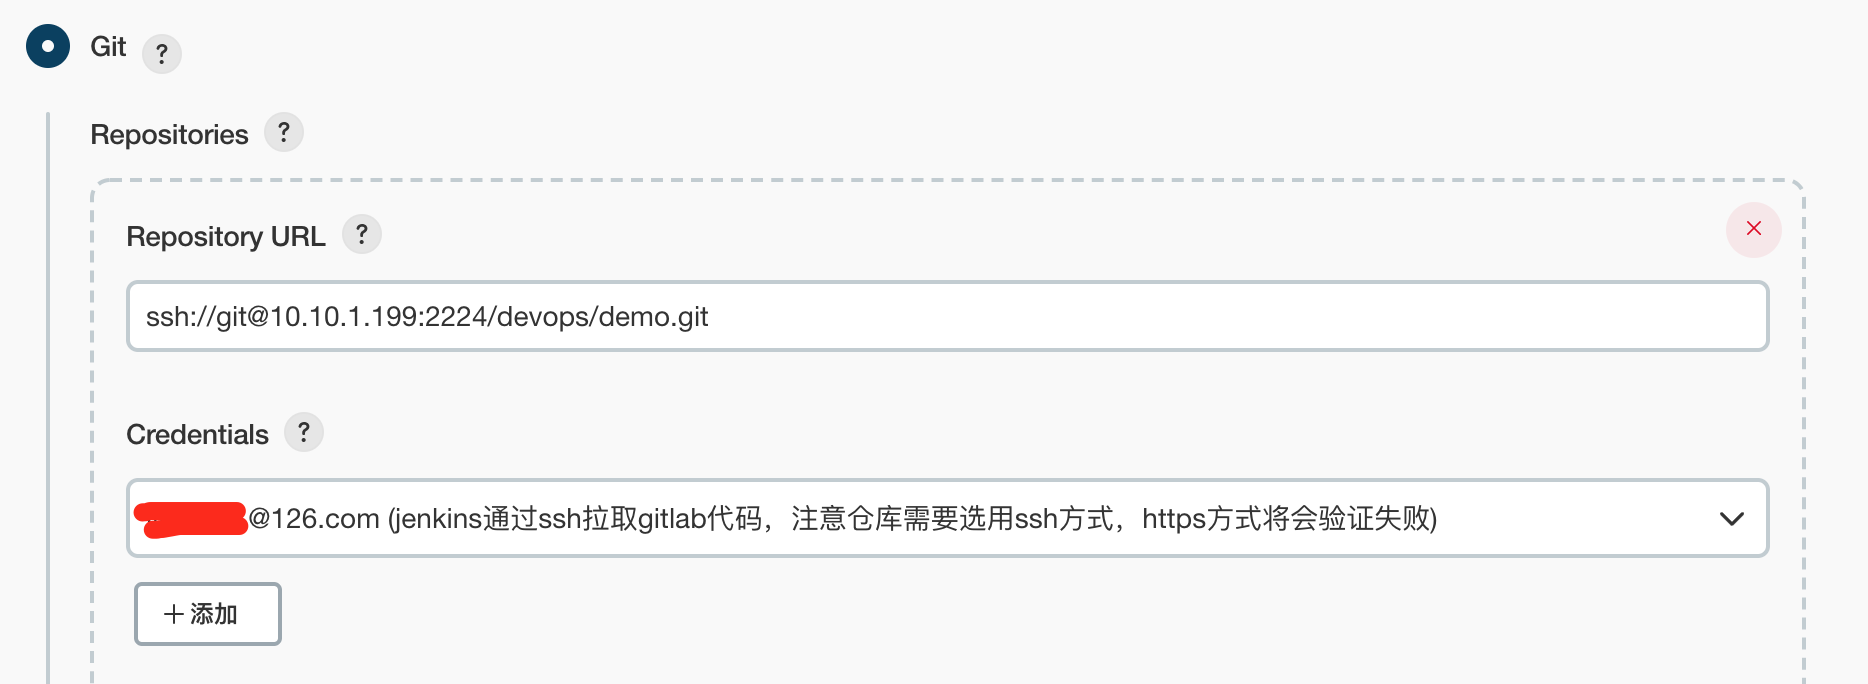 Git ?
Repositories ?
Repository URL ?
ssh://git@10.10.1.199:2224/devops/demo.git
Credentials ?
@126.com (jenkins通过ssh拉取gitlab代码，注意仓库需要选用ssh方式，https方式将会验证失败)
+ 添加